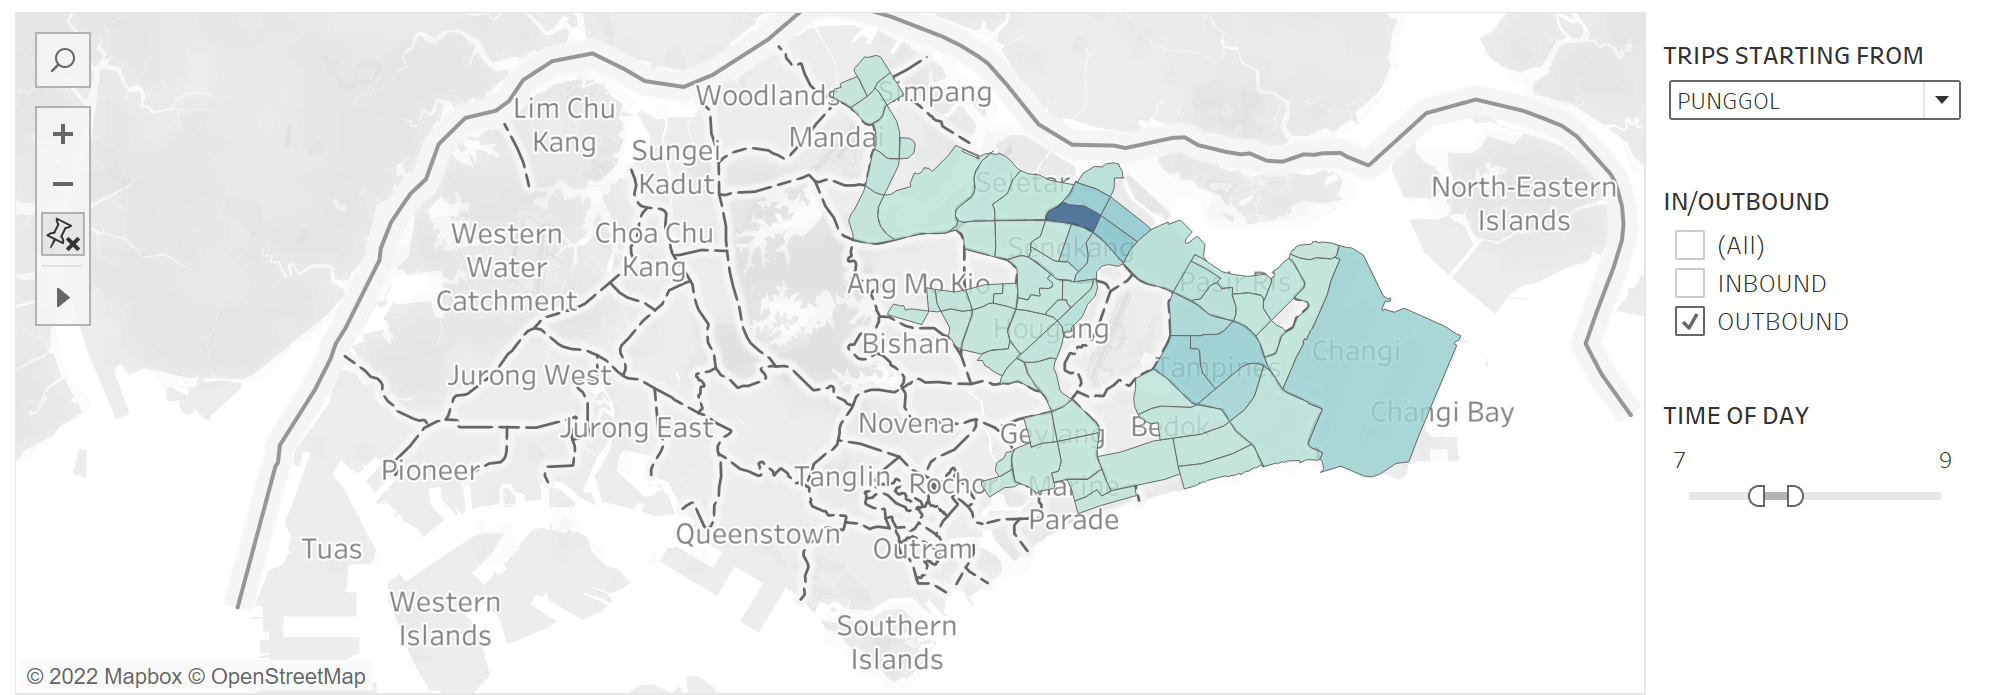 TRIPS STARTING FROM
PUNGGOL
IN/OUTBOUND
(All)
INBOUND
OUTBOUND
TIME OF DAY
7
9
Woodlands
Simpang
Lim Chu
Kang
Mandai
Sungei
Kadut
Seletar
North-Eastern
Islands
Western
Water
Catchment
Choa Chu
Kang
Sengkang
Ang Mo Kio
Pasir Ris
Hougang
Bishan
Changi
Tampines
Jurong West
Changi Bay
Novena
Jurong East
Geylang
Bedok
Pioneer
Tanglin
Rochor
Marine
Parade
Queenstown
Outram
Tuas
Western
Islands
Southern
Islands
© 2022 Mapbox © OpenStreetMap